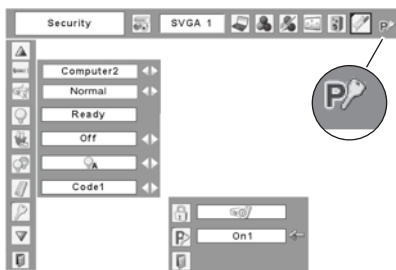 Security
SVGA 1
Computer2
Normal
Ready
Off
A
Code1
On1
P
P